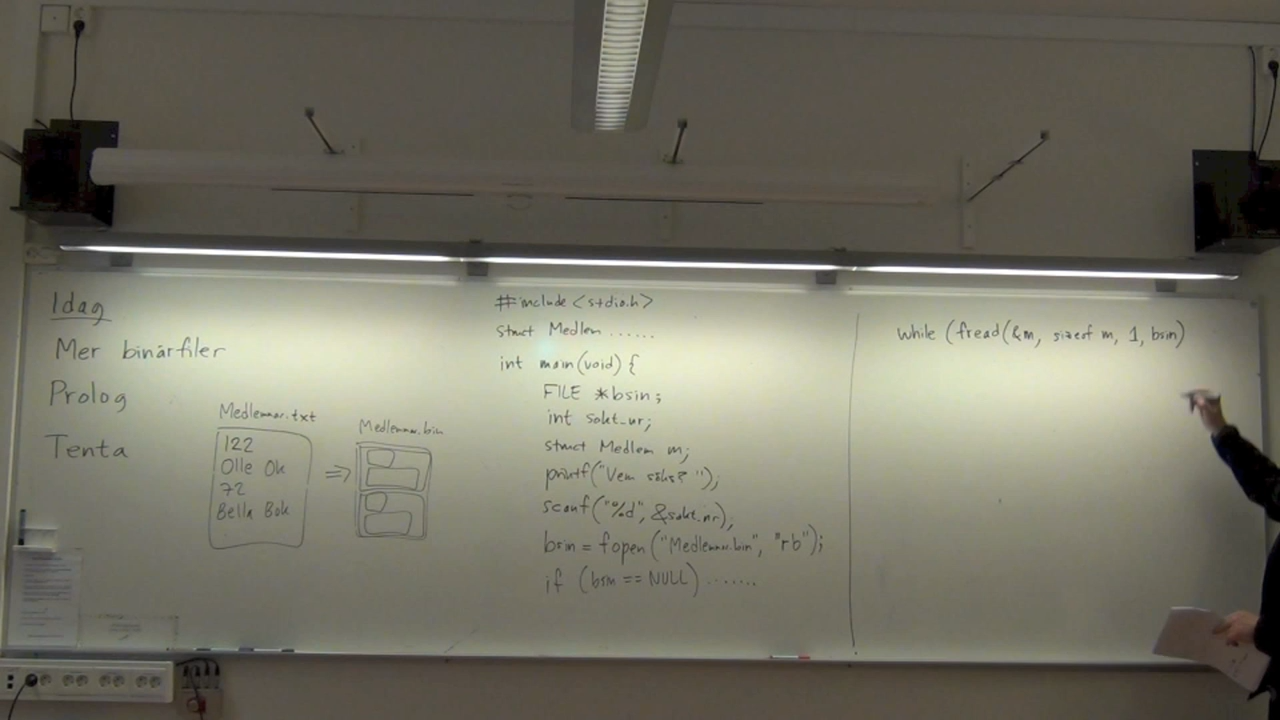 Idag
Mer binärfiler
Prolog
Tenta
Medlemmar.txt
122
Olle Ok
72
Bella Bok
⇒
Medlemmar.bin
#include <stdio.h>
struct Medlem ......
int main(void) {
FILE *bsin;
int sokt_nr;
struct Medlem m;
printf("Vem söks? ");
scanf("%d", &sokt_nr);
bsin = fopen("Medlemmar.bin", "rb");
if (bsin == NULL) .......
while (fread(&m, sizeof m, 1, bsin)